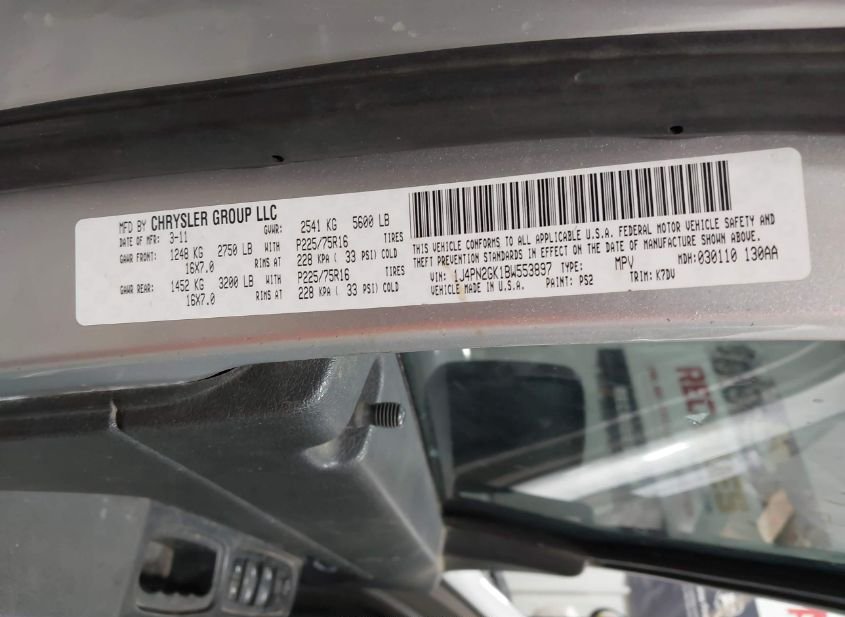 MFD BY CHRYSLER GROUP LLC
DATE OF MFR: 3-11 GVWR: 2541 KG 5600 LB
GAWR FRONT: 1248 KG 2750 LB WITH P225/75R16 TIRES
16X7.0 RIMS AT 228 KPA ( 33 PSI) COLD
GAWR REAR: 1452 KG 3200 LB WITH P225/75R16 TIRES
16X7.0 RIMS AT 228 KPA ( 33 PSI) COLD
THIS VEHICLE CONFORMS TO ALL APPLICABLE U.S.A. FEDERAL MOTOR VEHICLE SAFETY AND
THEFT PREVENTION STANDARDS IN EFFECT ON THE DATE OF MANUFACTURE SHOWN ABOVE.
VIN: 1J4PN2GK1BW553897 TYPE: MPV MDH: 030110 130AA
VEHICLE MADE IN U.S.A. PAINT: PS2 TRIM: K7DV